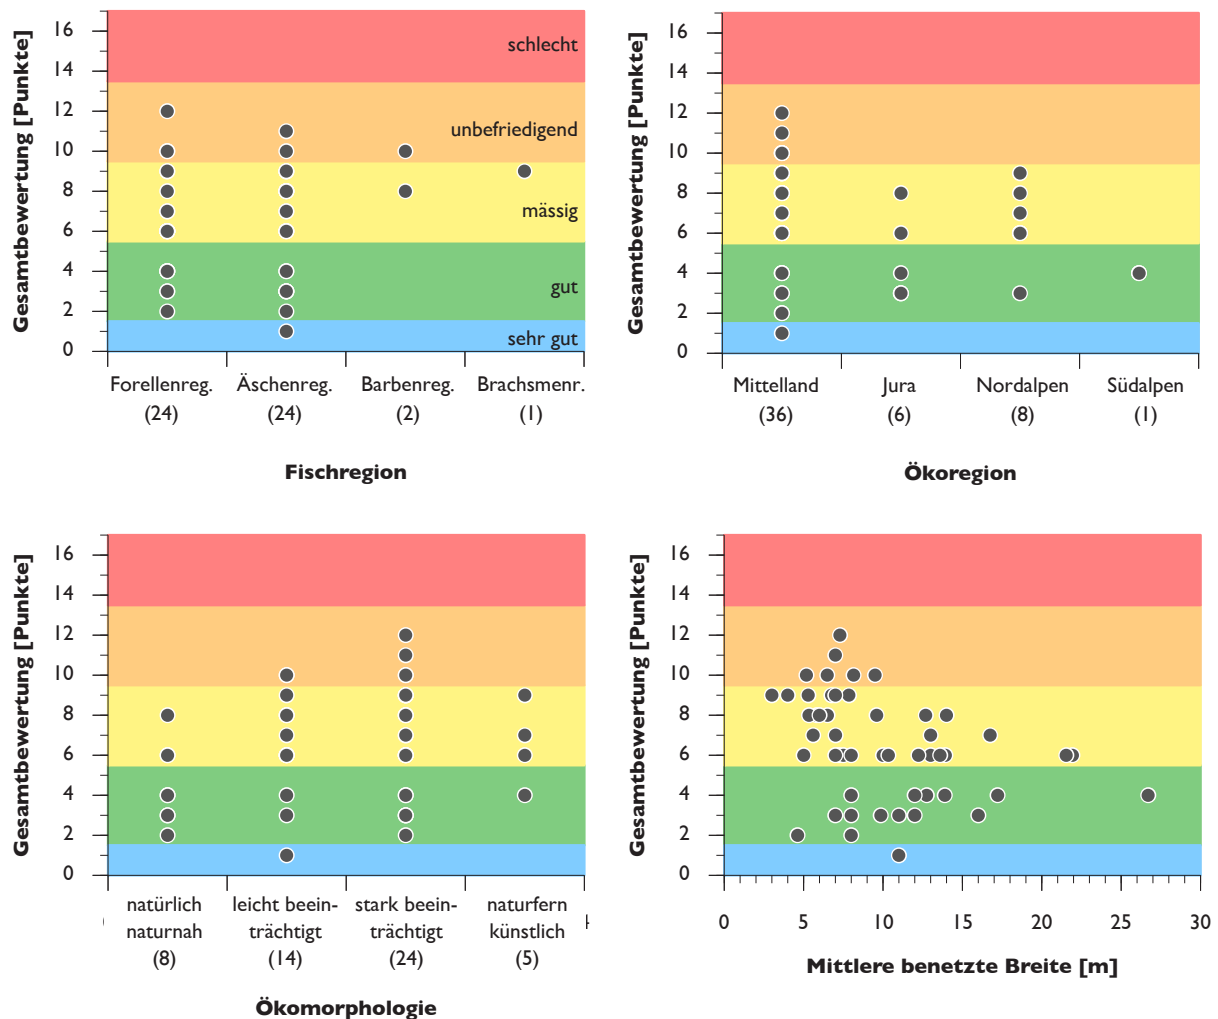 Gesamtbewertung [Punkte]
16
14
12
10
8
6
4
2
0
schlecht
unbefriedigend
mässig
gut
sehr gut
Forellenreg. Äschenreg. Barbenreg. Brachsmenr.
(24) (24) (2) (1)
Fischregion
Gesamtbewertung [Punkte]
16
14
12
10
8
6
4
2
0
Mittelland Jura Nordalpen Südalpen
(36) (6) (8) (1)
Ökoregion
Gesamtbewertung [Punkte]
16
14
12
10
8
6
4
2
0
natürlich leicht beein- stark beein- naturfern
naturnah trächtigt trächtigt künstlich
(8) (14) (24) (5)
Ökomorphologie
Gesamtbewertung [Punkte]
16
14
12
10
8
6
4
2
0
0 5 10 15 20 25 30
Mittlere benetzte Breite [m]